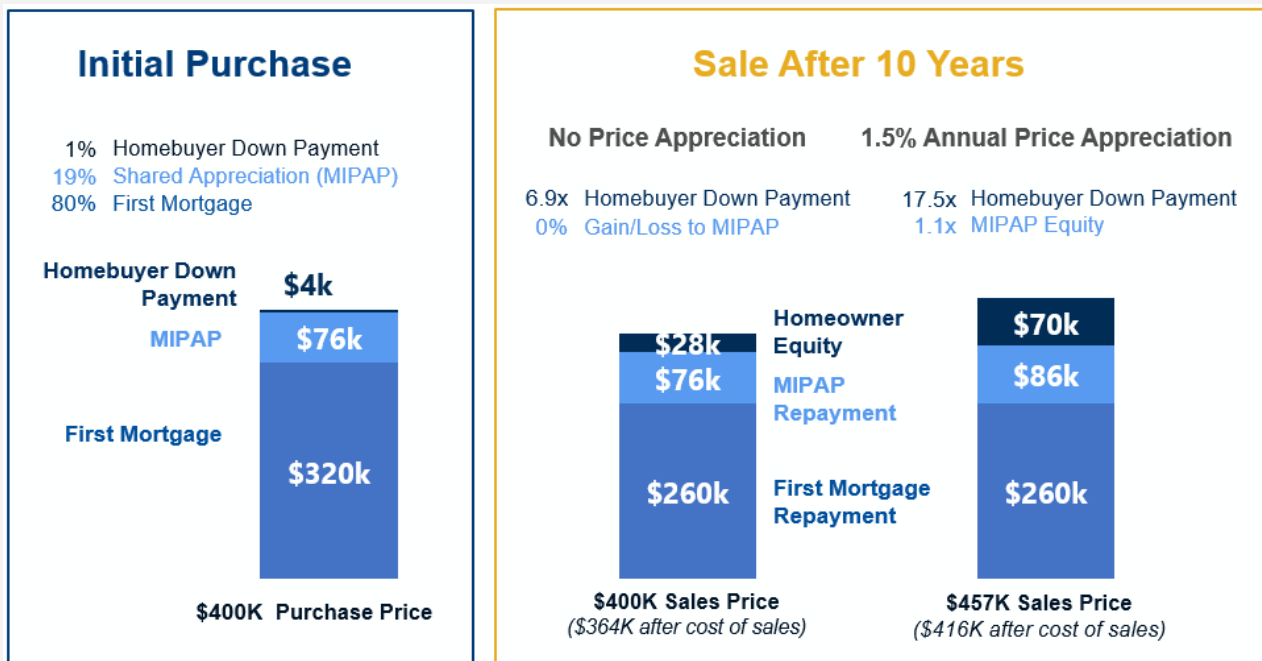 Initial Purchase
1% Homebuyer Down Payment
19% Shared Appreciation (MIPAP)
80% First Mortgage
Homebuyer Down
Payment
$4k
MIPAP
$76k
First Mortgage
$320k
$400K Purchase Price
Sale After 10 Years
No Price Appreciation
6.9x Homebuyer Down Payment
0% Gain/Loss to MIPAP
1.5% Annual Price Appreciation
17.5x Homebuyer Down Payment
1.1x MIPAP Equity
$28k
$76k
$260k
Homeowner
Equity
MIPAP
Repayment
First Mortgage
Repayment
$70k
$86k
$260k
$400K Sales Price
($364K after cost of sales)
$457K Sales Price
($416K after cost of sales)